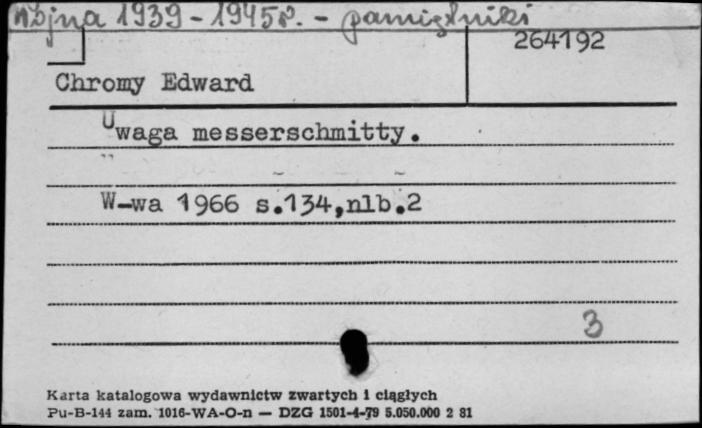 wojna 1939-1945r. - pamiętniki
264192
Chromy Edward
Uwaga messerschmitty.
W-wa 1966 s.134,nlb.2
3
Karta katalogowa wydawnictw zwartych i ciągłych
Pu-B-144 zam. 1016-WA-O-n — DZG 1501-4-79 5.050.000 2 81